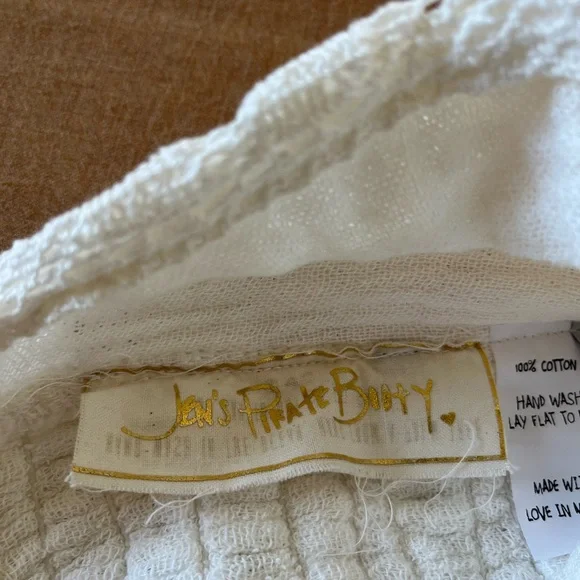 JEN'S PIRATE BOOTY
100% COTTON
HAND WASH
LAY FLAT TO
MADE WI
LOVE IN M